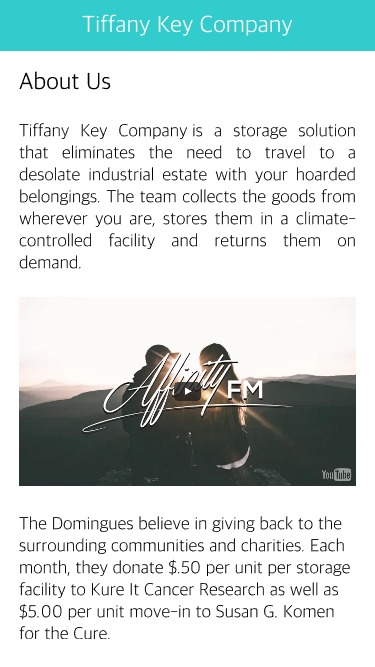 Tiffany Key Company
About Us
Tiffany Key Company is a storage solution
that eliminates the need to travel to a
desolate industrial estate with your hoarded
belongings. The team collects the goods from
wherever you are, stores them in a climate-
controlled facility and returns them on
demand.
Affinity FM
YouTube
The Domingues believe in giving back to the
surrounding communities and charities. Each
month, they donate $.50 per unit per storage
facility to Kure It Cancer Research as well as
$5.00 per unit move-in to Susan G. Komen
for the Cure.